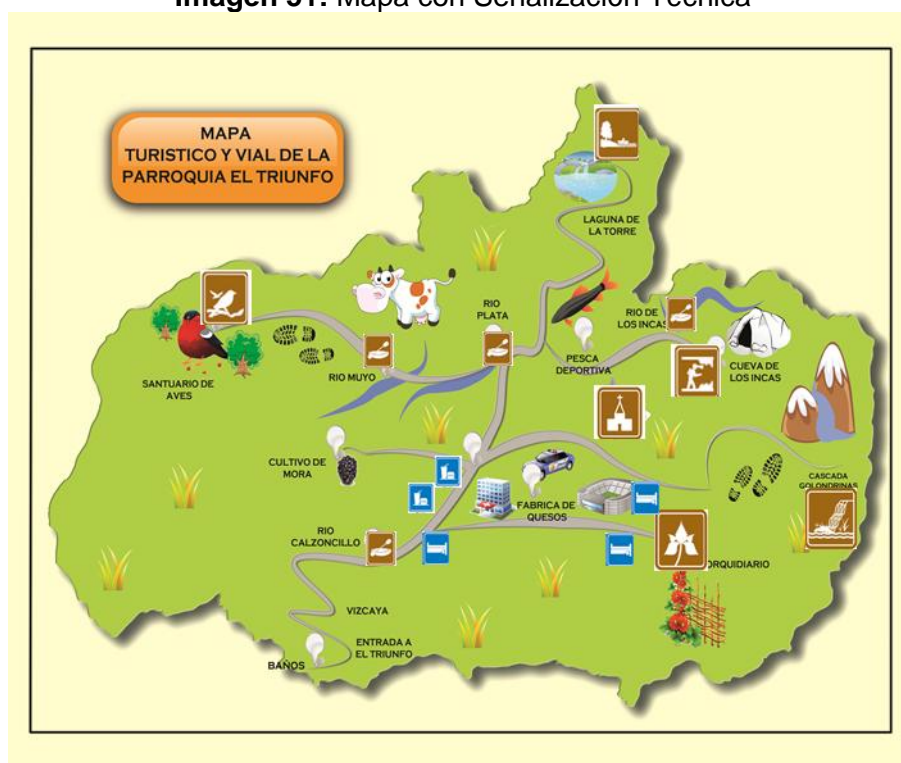 Imagen 31: Mapa con Señalización Técnica
MAPA
TURISTICO Y VIAL DE LA
PARROQUIA EL TRIUNFO
LAGUNA DE
LA TORRE
RIO
PLATA
RIO DE
LOS INCAS
PESCA
DEPORTIVA
CUEVA DE
LOS INCAS
RIO MUYO
SANTUARIO DE
AVES
CULTIVO DE
MORA
FABRICA DE
QUESOS
CASCADA
GOLONDRINAS
RIO
CALZONCILLO
ORQUIDIARIO
VIZCAYA
ENTRADA A
EL TRIUNFO
BAÑOS